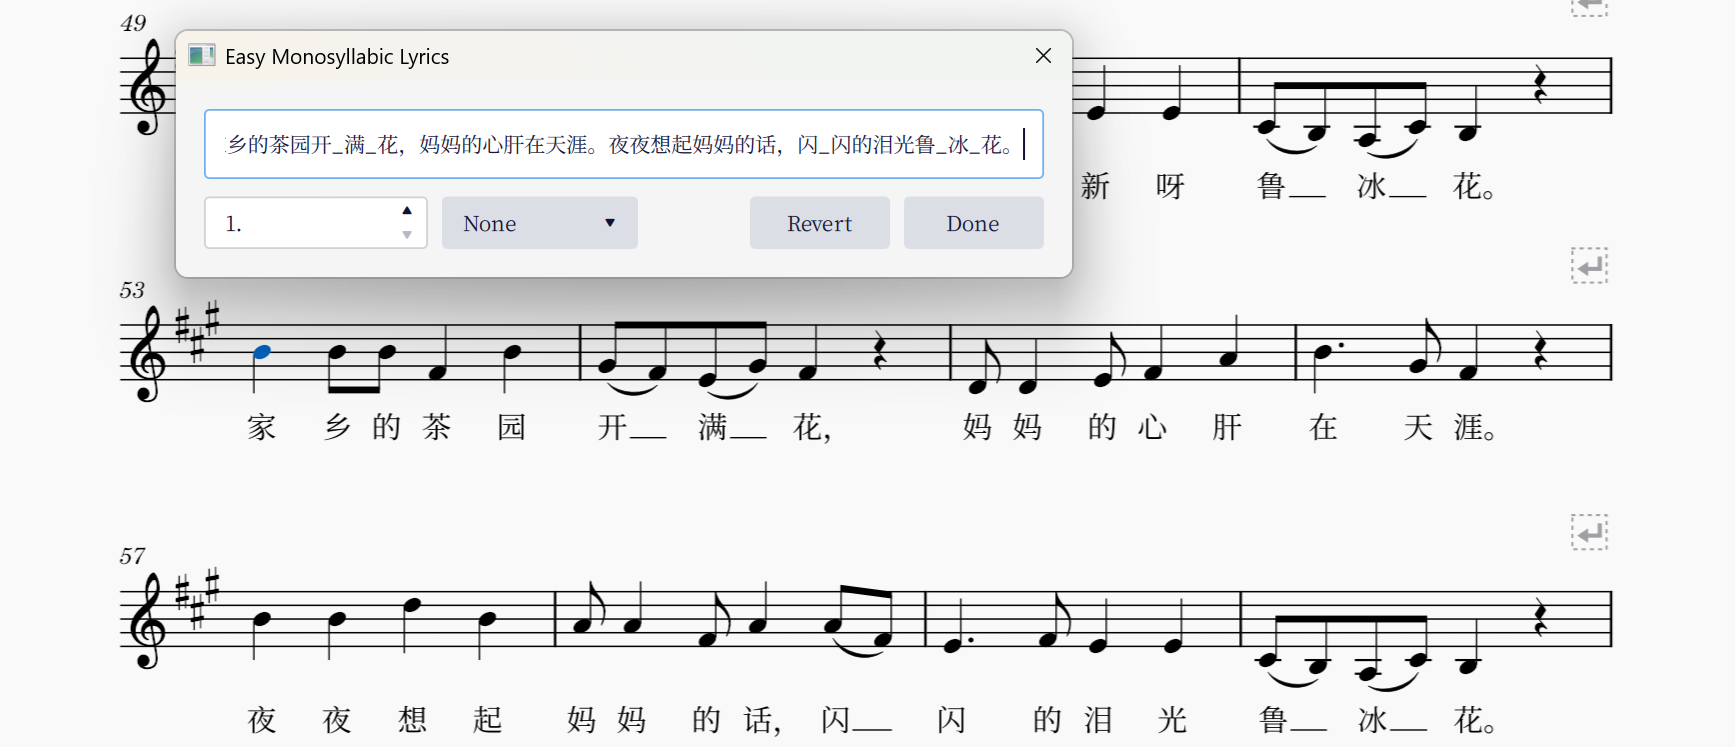 49
Easy Monosyllabic Lyrics
乡的茶园开_满_花，妈妈的心肝在天涯。夜夜想起妈妈的话，闪_闪的泪光鲁_冰_花。
1.
None
Revert
Done
新 呀 鲁__ 冰__ 花。
53
家 乡 的 茶 园 开__ 满__ 花， 妈 妈 的 心 肝 在 天 涯。
57
夜 夜 想 起 妈 妈 的 话， 闪__ 闪 的 泪 光 鲁__ 冰__ 花。